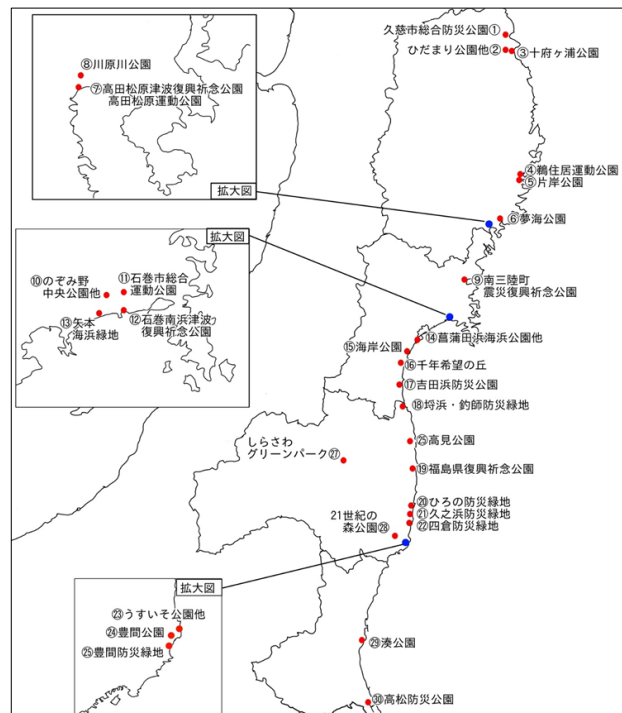 久慈市総合防災公園①
ひだまり公園他②
③十府ヶ浦公園
④鵜住居運動公園
⑤片岸公園
⑥夢海公園
⑧川原川公園
⑦高田松原津波復興祈念公園
高田松原運動公園
拡大図
拡大図
⑩のぞみ野
中央公園他
⑪石巻市総合
運動公園
⑬矢本
海浜緑地
⑫石巻南浜津波
復興祈念公園
⑨南三陸町
震災復興祈念公園
⑭菖蒲田浜海浜公園他
⑮海岸公園
⑯千年希望の丘
⑰吉田浜防災公園
⑱埒浜・釣師防災緑地
㉕高見公園
しらさわ
グリーンパーク㉗
⑲福島県復興祈念公園
⑳ひろの防災緑地
㉑久之浜防災緑地
㉒四倉防災緑地
21世紀の
森公園㉘
拡大図
㉓うすいそ公園他
㉔豊間公園
㉕豊間防災緑地
㉙湊公園
㉚高松防災公園